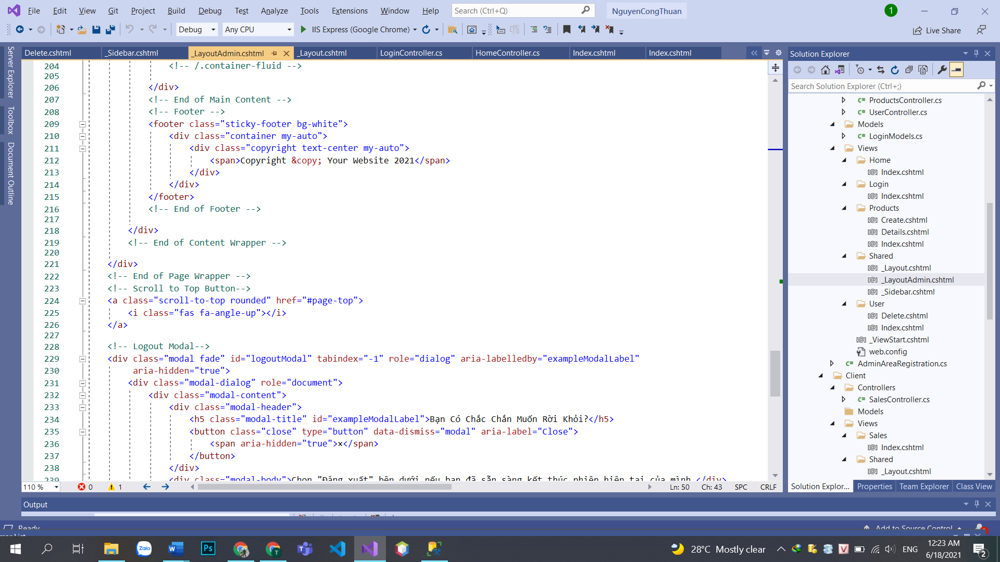 File Edit View Git Project Build Debug Test Analyze Tools Extensions Window Help Search (Ctrl+Q) NguyenCongThuan 1
Debug Any CPU IIS Express (Google Chrome) Live Share
Server Explorer
Toolbox
Document Outline
Delete.cshtml _Sidebar.cshtml _LayoutAdmin.cshtml _Layout.cshtml LoginController.cs HomeController.cs Index.cshtml Index.cshtml
204 <!-- /.container-fluid -->
205
206 </div>
207 <!-- End of Main Content -->
208 <!-- Footer -->
209 <footer class="sticky-footer bg-white">
210 <div class="container my-auto">
211 <div class="copyright text-center my-auto">
212 <span>Copyright &copy; Your Website 2021</span>
213 </div>
214 </div>
215 </footer>
216 <!-- End of Footer -->
217
218 </div>
219 <!-- End of Content Wrapper -->
220
221 </div>
222 <!-- End of Page Wrapper -->
223 <!-- Scroll to Top Button-->
224 <a class="scroll-to-top rounded" href="#page-top">
225 <i class="fas fa-angle-up"></i>
226 </a>
227
228 <!-- Logout Modal-->
229 <div class="modal fade" id="logoutModal" tabindex="-1" role="dialog" aria-labelledby="exampleModalLabel"
230 aria-hidden="true">
231 <div class="modal-dialog" role="document">
232 <div class="modal-content">
233 <div class="modal-header">
234 <h5 class="modal-title" id="exampleModalLabel">Bạn Có Chắc Chắn Muốn Rời Khỏi?</h5>
235 <button class="close" type="button" data-dismiss="modal" aria-label="Close">
236 <span aria-hidden="true">×</span>
237 </button>
238 </div>
239 <div class="modal-body">Chọn "Đăng xuất" bên dưới nếu bạn đã sẵn sàng kết thúc phiên hiện tại của mình.</div>
110 % 0 1 Ln: 50 Ch: 43 SPC CRLF
Solution Explorer
Search Solution Explorer (Ctrl+;)
C# ProductsController.cs
C# UserController.cs
Models
C# LoginModels.cs
Views
Home
[@] Index.cshtml
Login
[@] Index.cshtml
Products
[@] Create.cshtml
[@] Details.cshtml
[@] Index.cshtml
Shared
[@] _Layout.cshtml
[@] _LayoutAdmin.cshtml
[@] _Sidebar.cshtml
User
[@] Delete.cshtml
[@] Index.cshtml
[@] _ViewStart.cshtml
web.config
C# AdminAreaRegistration.cs
Client
Controllers
C# SalesController.cs
Models
Views
Sales
[@] Index.cshtml
Shared
[@] _Layout.cshtml
Solution Explor... Properties Team Explorer Class View
Output
Ready Add to Source Control
Zalo W Ps T
28°C Mostly clear V ENG 12:23 AM
6/18/2021 2